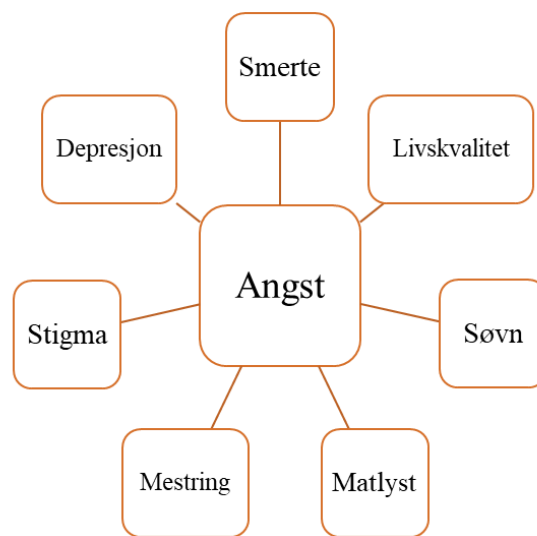 Smerte
Depresjon
Livskvalitet
Angst
Stigma
Søvn
Mestring
Matlyst